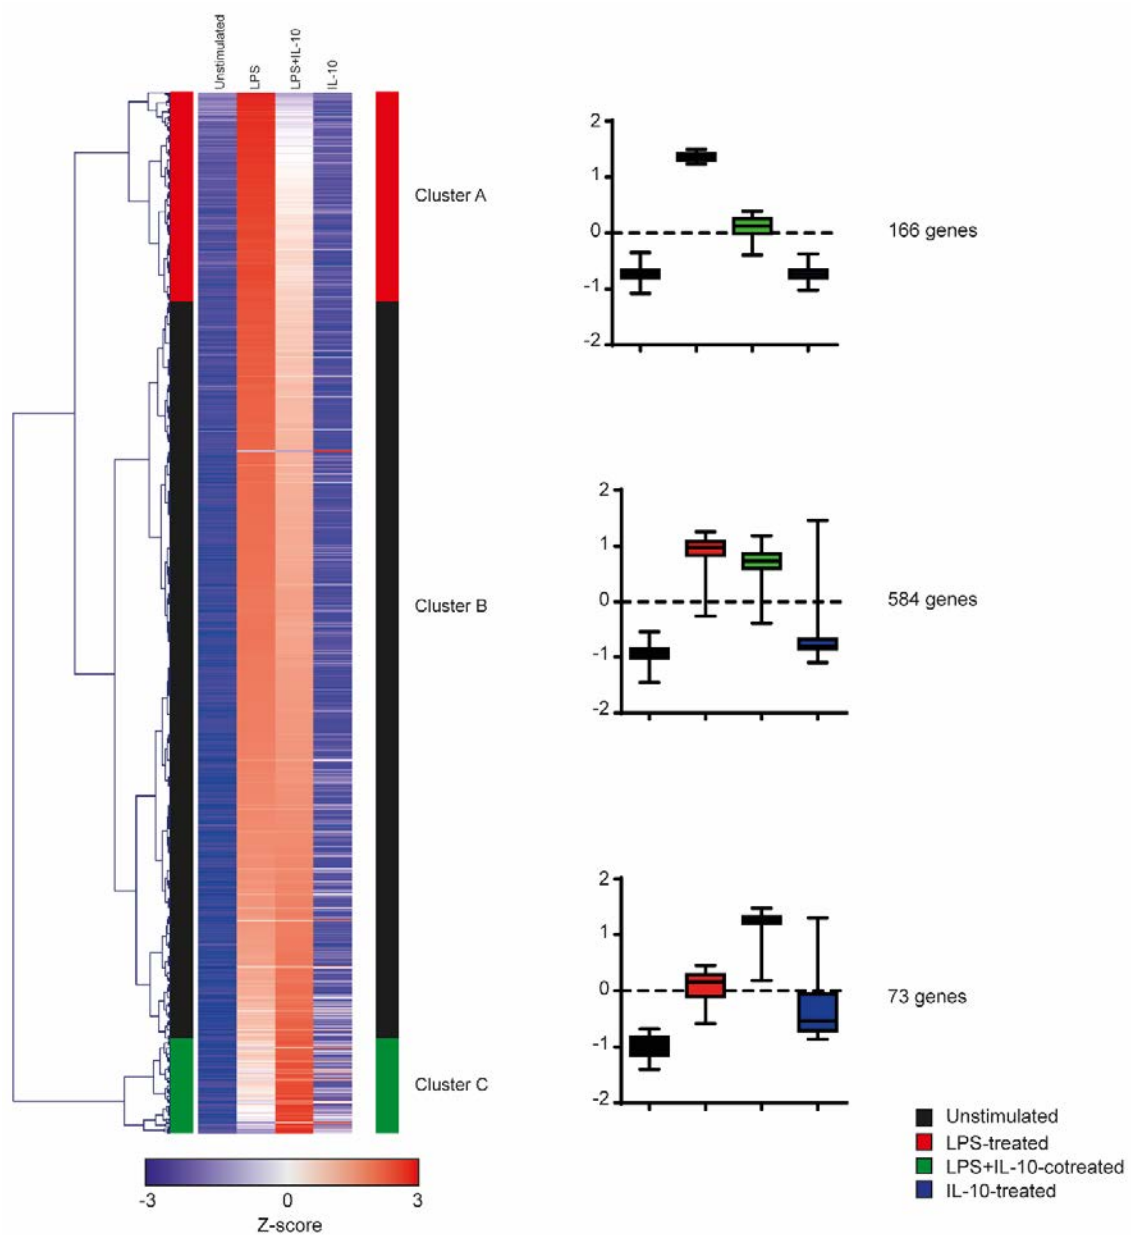 Unstimulated
LPS
LPS+IL-10
IL-10
Cluster A
Cluster B
Cluster C
-3
0
3
Z-score
2
1
0
-1
-2
166 genes
2
1
0
-1
-2
584 genes
2
1
0
-1
-2
73 genes
Unstimulated
LPS-treated
LPS+IL-10-cotreated
IL-10-treated